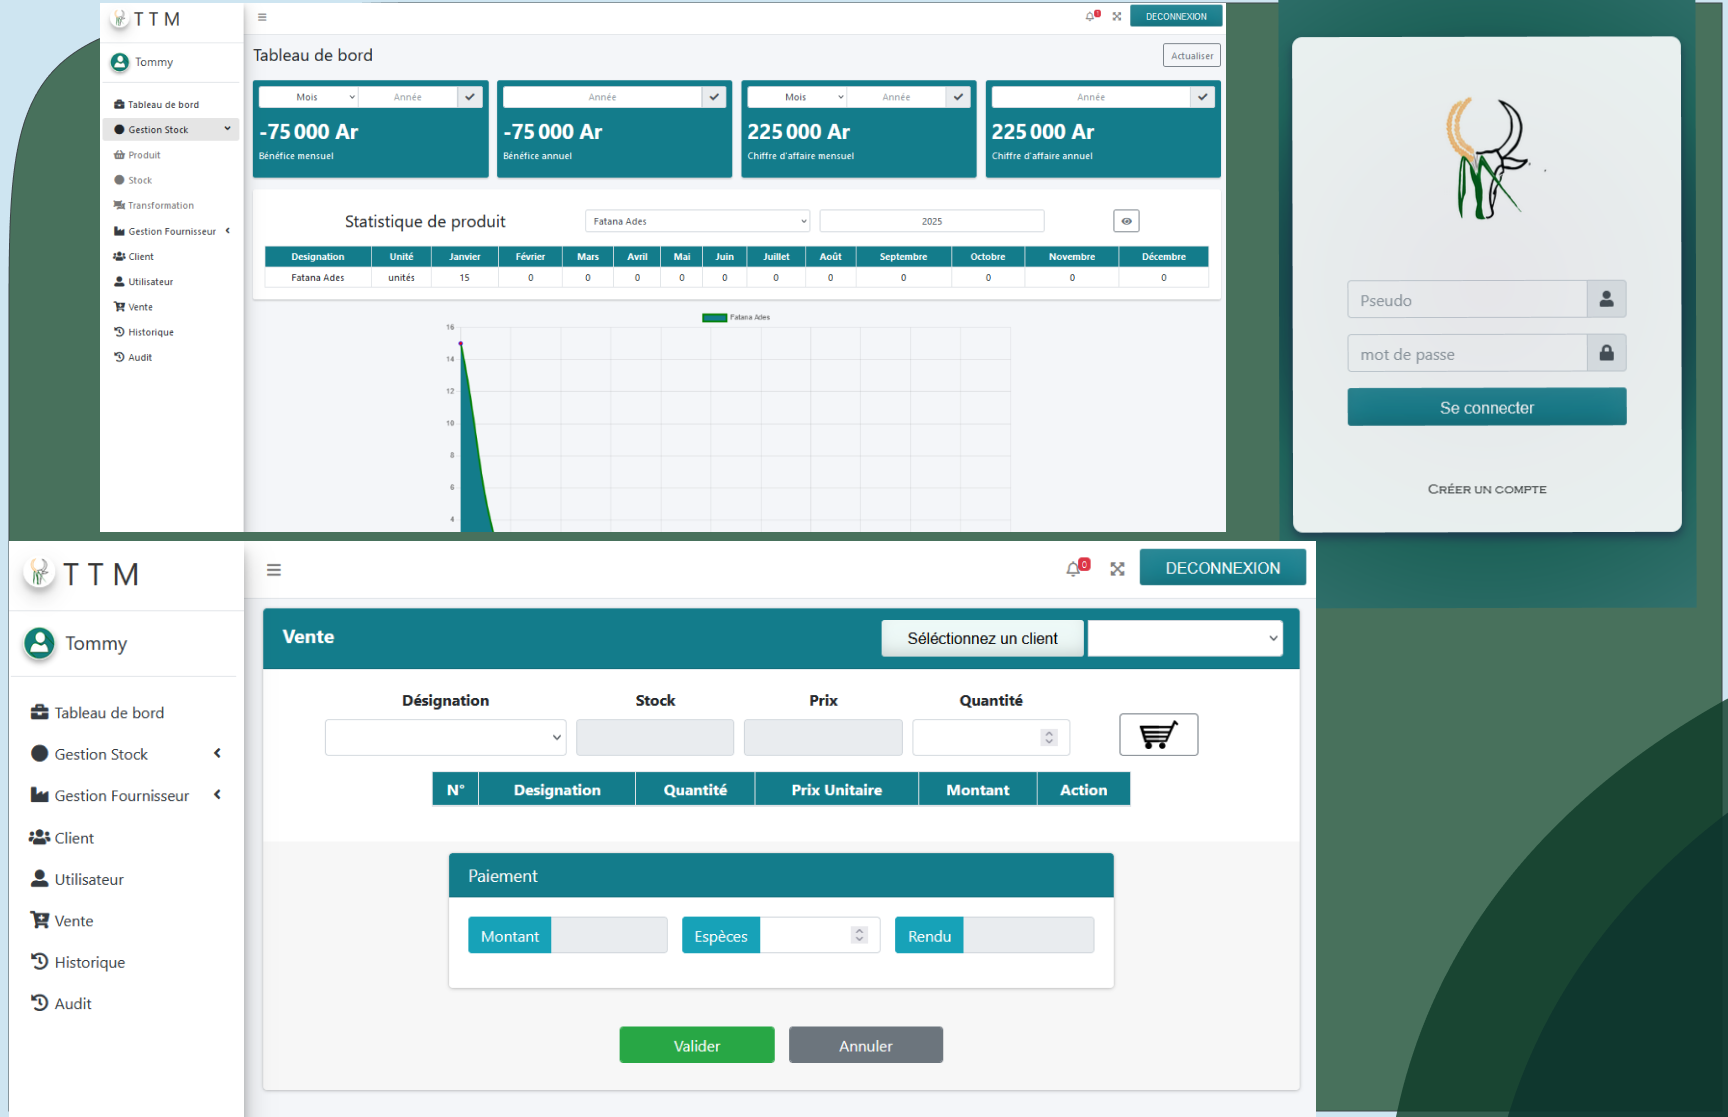 TTM
DECONNEXION
1
Tommy
Tableau de bord
Actualiser
Tableau de bord
Gestion Stock
Produit
Stock
Transformation
Gestion Fournisseur
Client
Utilisateur
Vente
Historique
Audit
Mois Année
-75 000 Ar
Bénéfice mensuel
Année
-75 000 Ar
Bénéfice annuel
Mois Année
225 000 Ar
Chiffre d'affaire mensuel
Année
225 000 Ar
Chiffre d'affaire annuel
Statistique de produit Fatana Ades 2025
Designation Unité Janvier Février Mars Avril Mai Juin Juillet Août Septembre Octobre Novembre Décembre
Fatana Ades unités 15 0 0 0 0 0 0 0 0 0 0 0
Fatana Ades
16
14
12
10
8
6
4
Pseudo
mot de passe
Se connecter
CRÉER UN COMPTE
TTM
0
DECONNEXION
Tommy
Tableau de bord
Gestion Stock
Gestion Fournisseur
Client
Utilisateur
Vente
Historique
Audit
Vente
Séléctionnez un client
Désignation Stock Prix Quantité
N° Designation Quantité Prix Unitaire Montant Action
Paiement
Montant Espèces Rendu
Valider Annuler